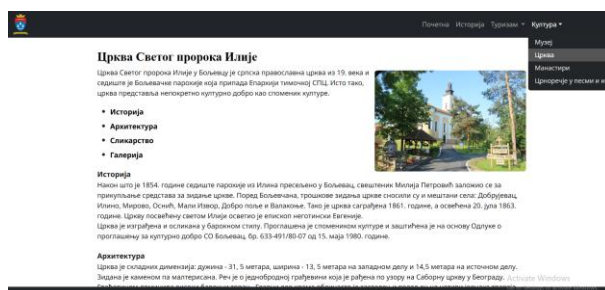 Почетна Историја Туризам Култура
Музеј
Црква
Манастири
Црноречје у песми и
Црква Светог пророка Илије
Црква Светог пророка Илије у Бољевцу је српска православна црква из 19. века и
седиште је Бољевачке парохије која припада Епархији тимочкој СПЦ. Исто тако,
црква представља непокретно културно добро као споменик културе.
Историја
Архитектура
Сликарство
Галерија
Историја
Након што је 1854. године седиште парохије из Илина пресељено у Бољевац, свештеник Милија Петровић заложио се за
прикупљање средстава за зидање цркве. Поред Бољевчана, трошкове зидања цркве сносили су и мештани села: Добрујевац,
Илино, Мирово, Оснић, Мали Извор, Добро поље и Валакоње. Тако је црква саграђена 1861. године, а освећена 20. јула 1863.
године. Цркву посвећену светом Илији осветио је епископ неготински Евгеније.
Црква је изграђена и осликана у барокном стилу. Проглашена је спомеником културе и заштићена је на основу Одлуке о
проглашењу за културно добро СО Бољевац, бр. 633-491/80-07 од 15. маја 1980. године.
Архитектура
Црква је складних димензија: дужина - 31, 5 метара, ширина - 13, 5 метара на западном делу и 14,5 метара на источном делу.
Зидана је каменом па малтерисана. Реч је о једнобродној грађевини која је рађена по узору на Саборну цркву у Београду.
Activate Windows